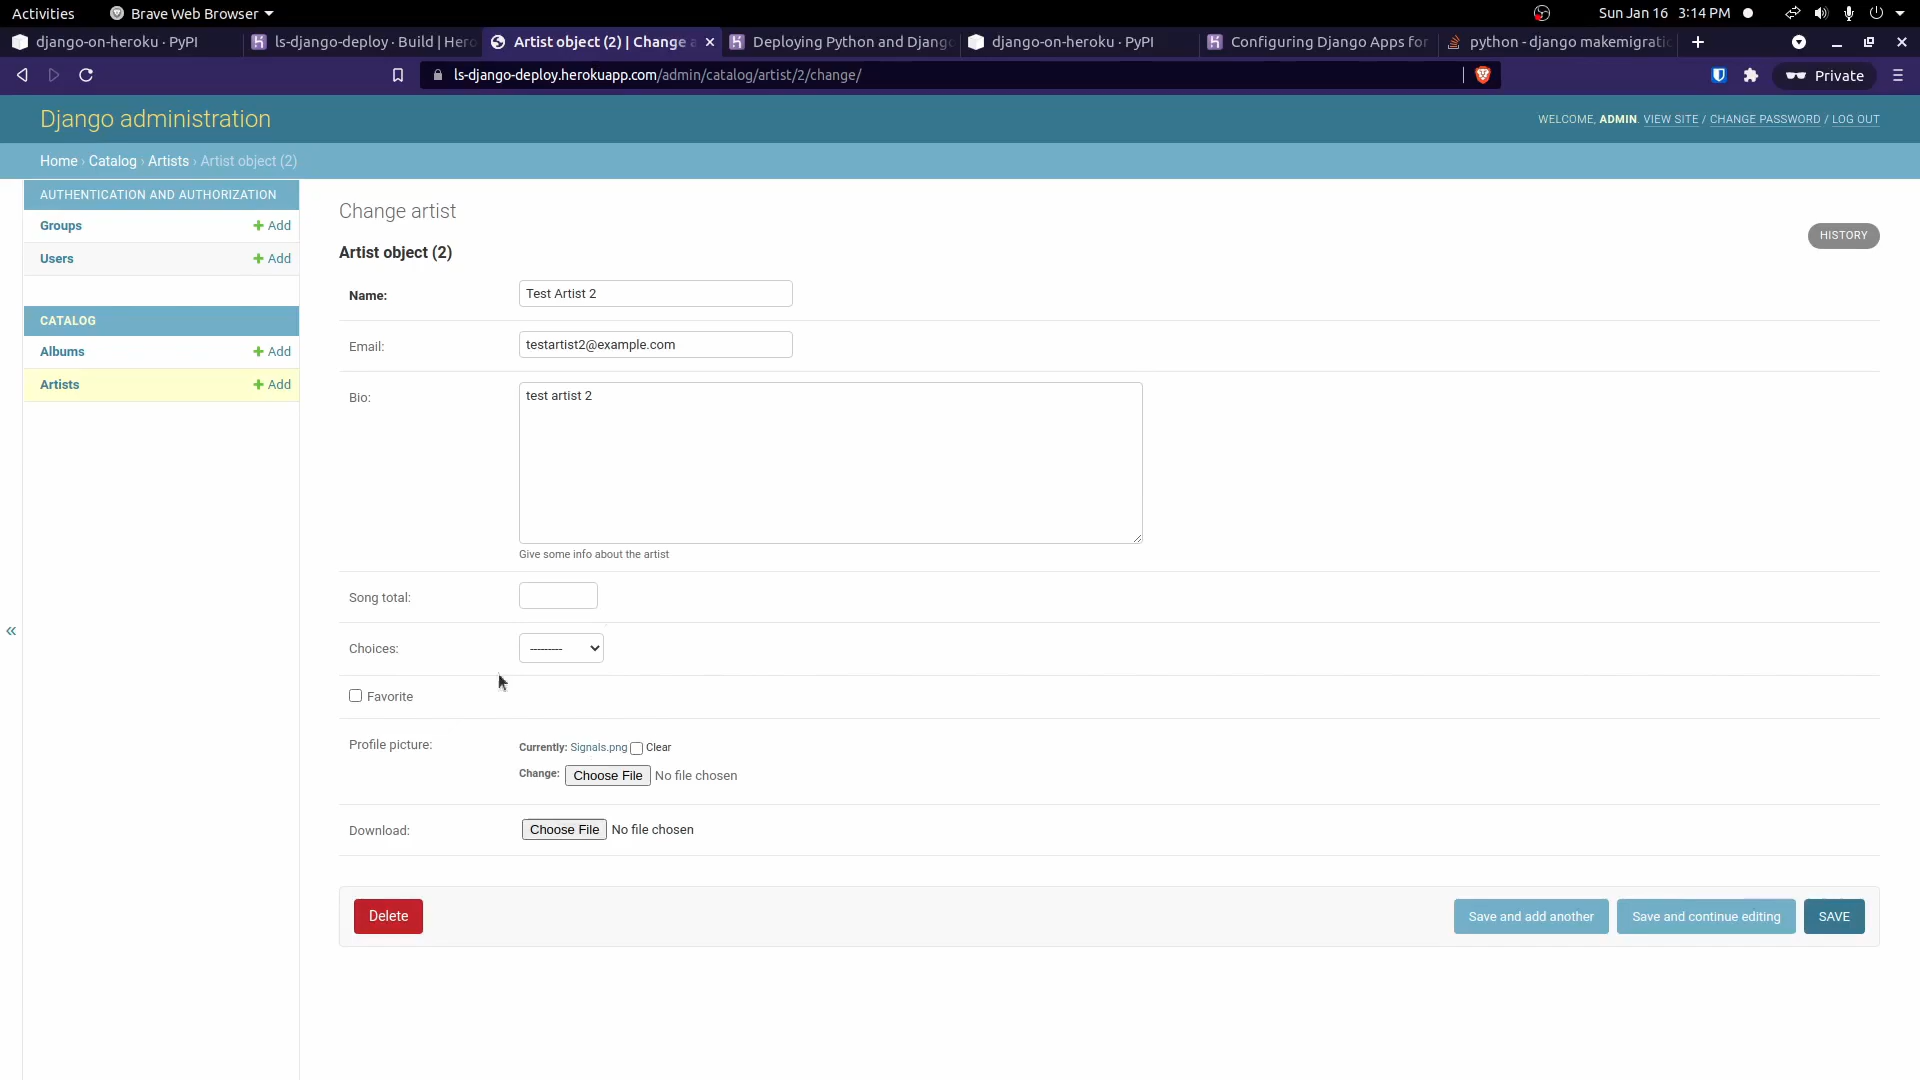 Activities
Brave Web Browser
Sun Jan 16 3:14 PM
django-on-heroku · PyPI
ls-django-deploy · Build | Hero
Artist object (2) | Change a
Deploying Python and Django
django-on-heroku · PyPI
Configuring Django Apps for
python - django makemigratic
ls-django-deploy.herokuapp.com/admin/catalog/artist/2/change/
Private
Django administration
WELCOME, ADMIN. VIEW SITE / CHANGE PASSWORD / LOG OUT
Home › Catalog › Artists › Artist object (2)
AUTHENTICATION AND AUTHORIZATION
Groups
+ Add
Users
+ Add
CATALOG
Albums
+ Add
Artists
+ Add
«
Change artist
HISTORY
Artist object (2)
Name:
Test Artist 2
Email:
testartist2@example.com
Bio:
test artist 2
Give some info about the artist
Song total:
Choices:
---------
Favorite
Profile picture:
Currently: Signals.png Clear
Change: Choose File No file chosen
Download:
Choose File No file chosen
Delete
Save and add another
Save and continue editing
SAVE